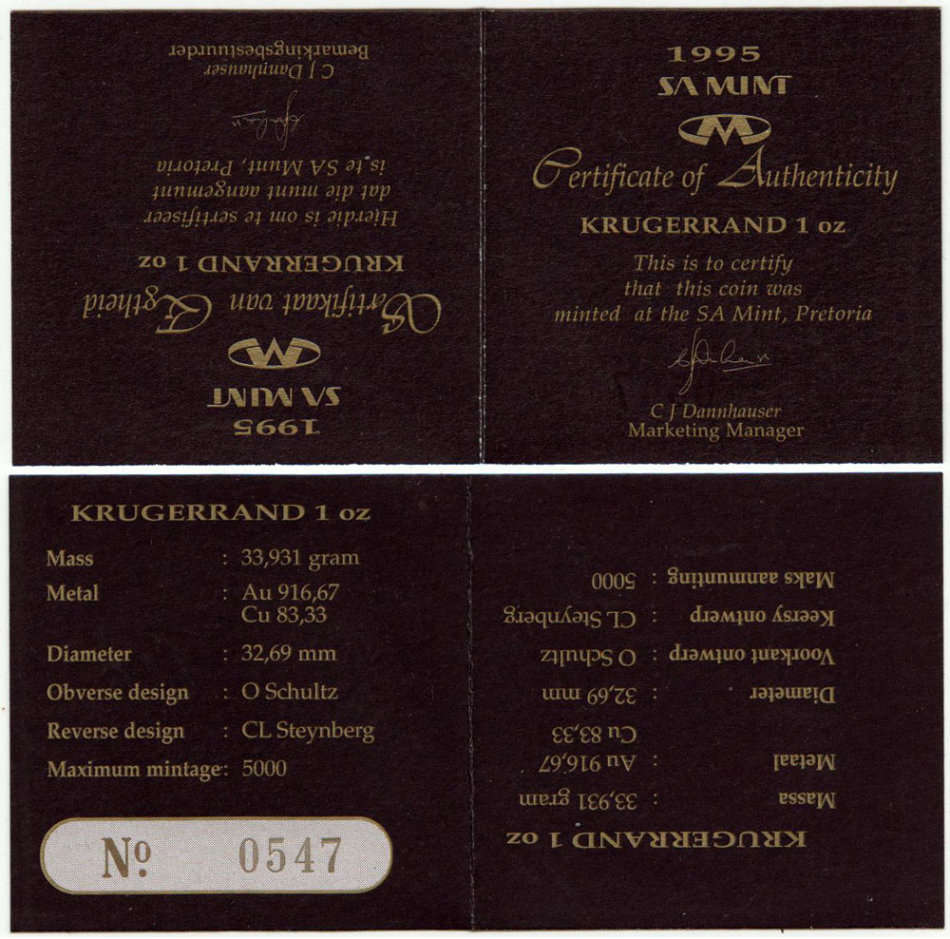 1995
SA MUNT
Sertifikaat van Egtheid
KRUGERRAND 1 oz
Hierdie is om te sertifiseer
dat die munt aangemunt
is te SA Munt, Pretoria
C J Dannhauser
Bemarkingsbestuurder
1995
SA MINT
Certificate of Authenticity
KRUGERRAND 1 oz
This is to certify
that this coin was
minted at the SA Mint, Pretoria
C J Dannhauser
Marketing Manager
KRUGERRAND 1 oz
Mass : 33,931 gram
Metal : Au 916,67
Cu 83,33
Diameter : 32,69 mm
Obverse design : O Schultz
Reverse design : CL Steynberg
Maximum mintage: 5000
Nº. 0547
KRUGERRAND 1 oz
Massa : 33,931 gram
Metaal : Au 916,67
Cu 83,33
Diameter : 32,69 mm
Voorkant ontwerp : O Schultz
Keersy ontwerp : CL Steynberg
Maks aanmunting : 5000